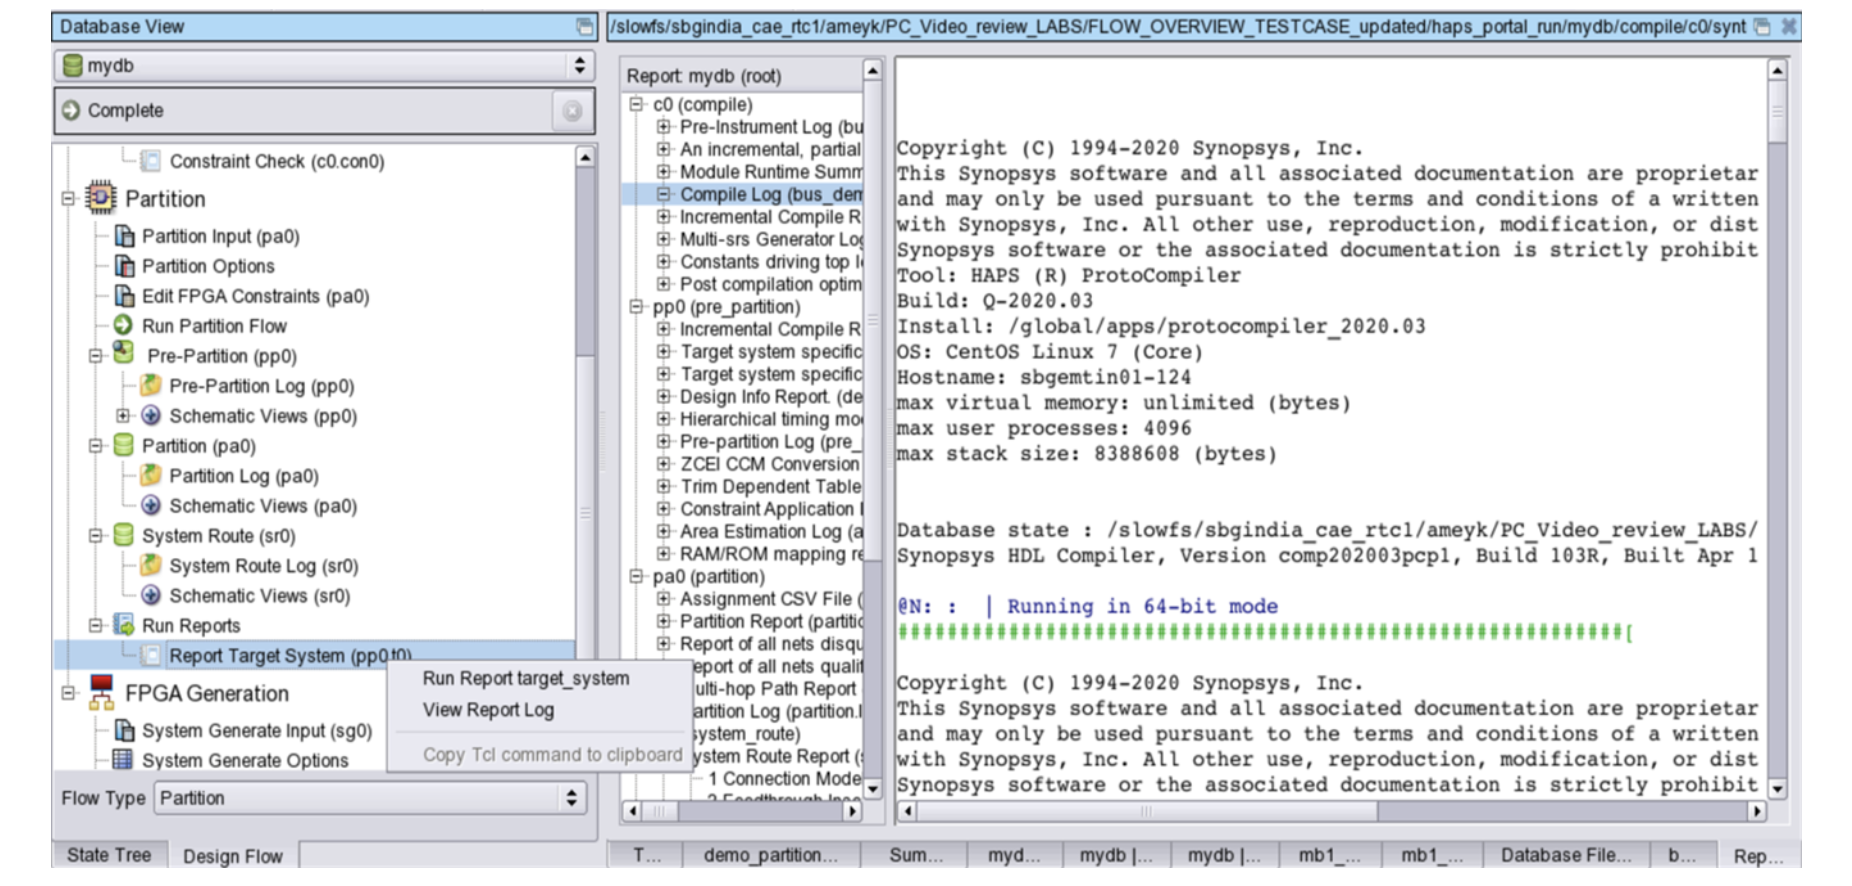 Database View
mydb
Complete
Constraint Check (c0.con0)
Partition
Partition Input (pa0)
Partition Options
Edit FPGA Constraints (pa0)
Run Partition Flow
Pre-Partition (pp0)
Pre-Partition Log (pp0)
Schematic Views (pp0)
Partition (pa0)
Partition Log (pa0)
Schematic Views (pa0)
System Route (sr0)
System Route Log (sr0)
Schematic Views (sr0)
Run Reports
Report Target System (pp0.t0)
FPGA Generation
System Generate Input (sg0)
System Generate Options
Run Report target_system
View Report Log
Copy Tcl command to clipboard
Flow Type Partition
State Tree Design Flow
/slowfs/sbgindia_cae_rtc1/ameyk/PC_Video_review_LABS/FLOW_OVERVIEW_TESTCASE_updated/haps_portal_run/mydb/compile/c0/synt
Report: mydb (root)
c0 (compile)
Pre-Instrument Log (bu
An incremental, partial
Module Runtime Summ
Compile Log (bus_dem
Incremental Compile R
Multi-srs Generator Log
Constants driving top l
Post compilation optim
pp0 (pre_partition)
Incremental Compile R
Target system specific
Target system specific
Design Info Report. (de
Hierarchical timing mo
Pre-partition Log (pre_
ZCEI CCM Conversion
Trim Dependent Table
Constraint Application
Area Estimation Log (a
RAM/ROM mapping re
pa0 (partition)
Assignment CSV File (
Partition Report (partitio
Report of all nets disqu
eport of all nets qualif
ulti-hop Path Report
artition Log (partition.l
system_route)
ystem Route Report (s
1 Connection Mode
Copyright (C) 1994-2020 Synopsys, Inc.
This Synopsys software and all associated documentation are proprietar
and may only be used pursuant to the terms and conditions of a written
with Synopsys, Inc. All other use, reproduction, modification, or dist
Synopsys software or the associated documentation is strictly prohibit
Tool: HAPS (R) ProtoCompiler
Build: Q-2020.03
Install: /global/apps/protocompiler_2020.03
OS: CentOS Linux 7 (Core)
Hostname: sbgemtin01-124
max virtual memory: unlimited (bytes)
max user processes: 4096
max stack size: 8388608 (bytes)
Database state : /slowfs/sbgindia_cae_rtc1/ameyk/PC_Video_review_LABS/
Synopsys HDL Compiler, Version comp202003pcp1, Build 103R, Built Apr 1
@N: : | Running in 64-bit mode
###########################################################[
Copyright (C) 1994-2020 Synopsys, Inc.
This Synopsys software and all associated documentation are proprietar
and may only be used pursuant to the terms and conditions of a written
with Synopsys, Inc. All other use, reproduction, modification, or dist
Synopsys software or the associated documentation is strictly prohibit
T... demo_partition... Sum... myd... mydb |... mydb |... mb1_... mb1_... Database File... b... Rep...